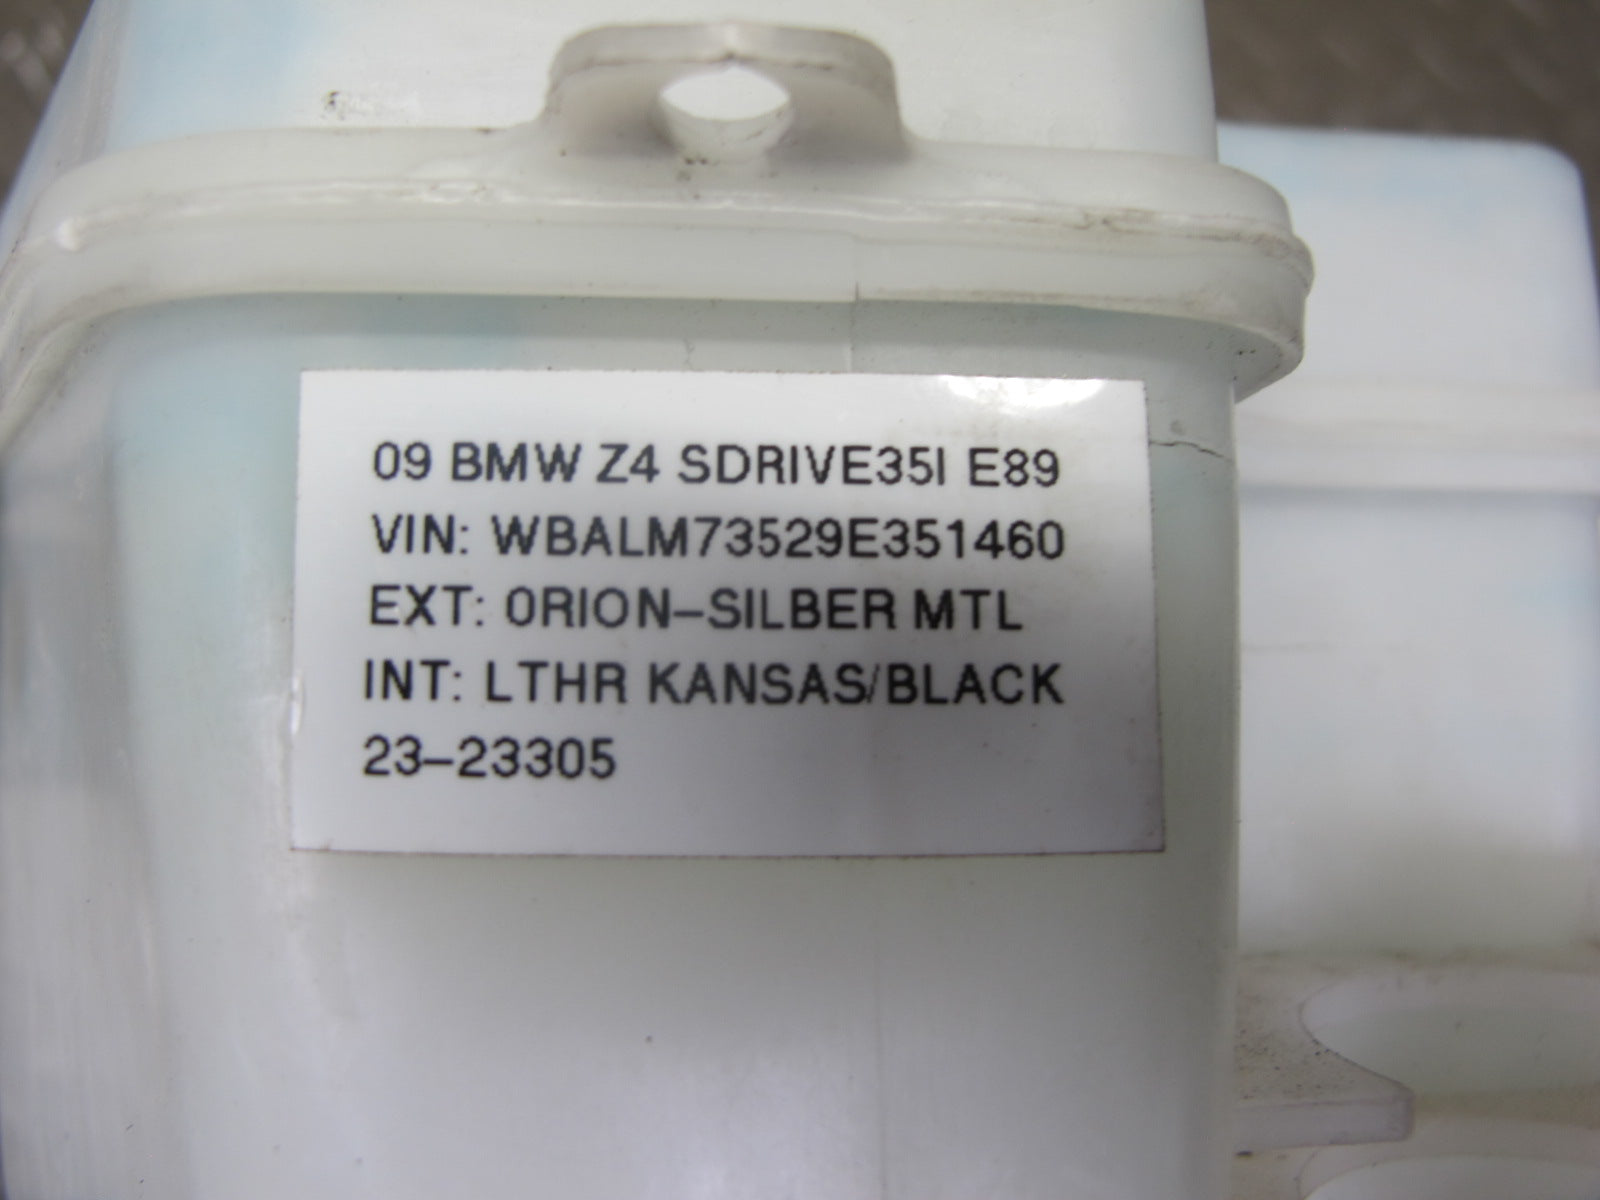 09 BMW Z4 SDRIVE35I E89
VIN: WBALM73529E351460
EXT: 0RION-SILBER MTL
INT: LTHR KANSAS/BLACK
23-23305